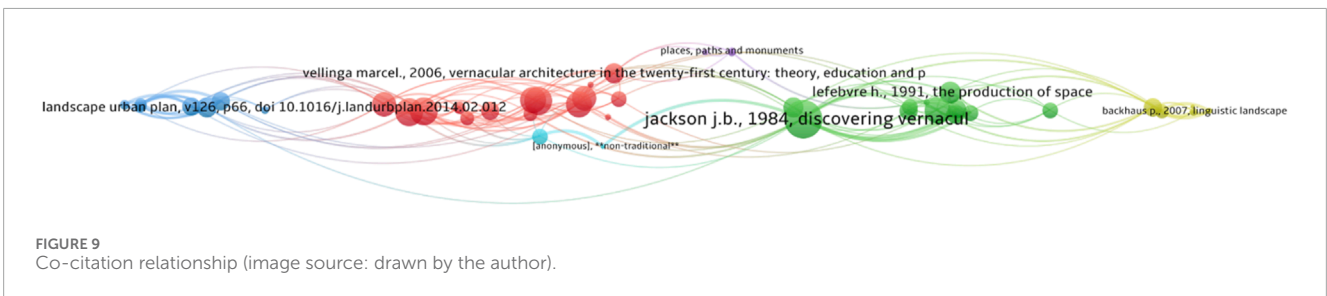 places, paths and monuments
vellinga marcel., 2006, vernacular architecture in the twenty-first century: theory, education and p
lefebvre h., 1991, the production of space
landscape urban plan, v126, p66, doi 10.1016/j.landurbplan.2014.02.012
backhaus p., 2007, linguistic landscape
jackson j.b., 1984, discovering vernacul
[anonymous], **non-traditional**
FIGURE 9
Co-citation relationship (image source: drawn by the author).